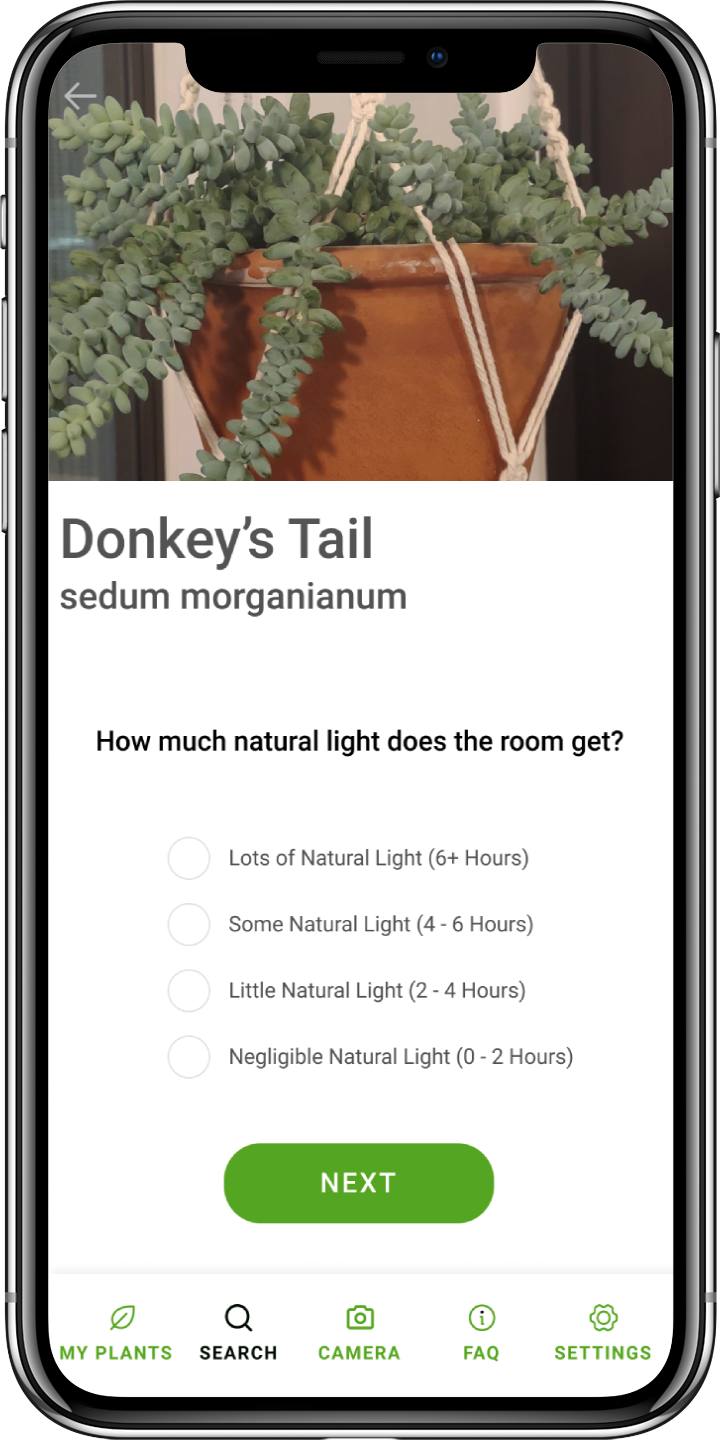 Donkey’s Tail
sedum morganianum
How much natural light does the room get?
Lots of Natural Light (6+ Hours)
Some Natural Light (4 - 6 Hours)
Little Natural Light (2 - 4 Hours)
Negligible Natural Light (0 - 2 Hours)
NEXT
MY PLANTS SEARCH CAMERA FAQ SETTINGS